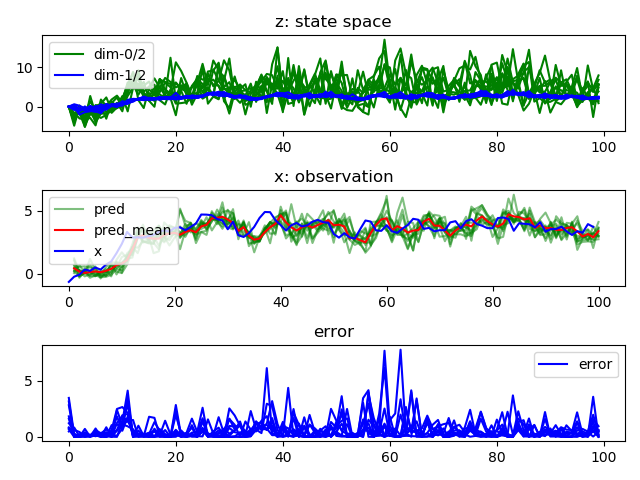 z: state space
dim-0/2
dim-1/2
10
0
0 20 40 60 80 100
x: observation
pred
pred_mean
x
5
0
0 20 40 60 80 100
error
error
5
0
0 20 40 60 80 100